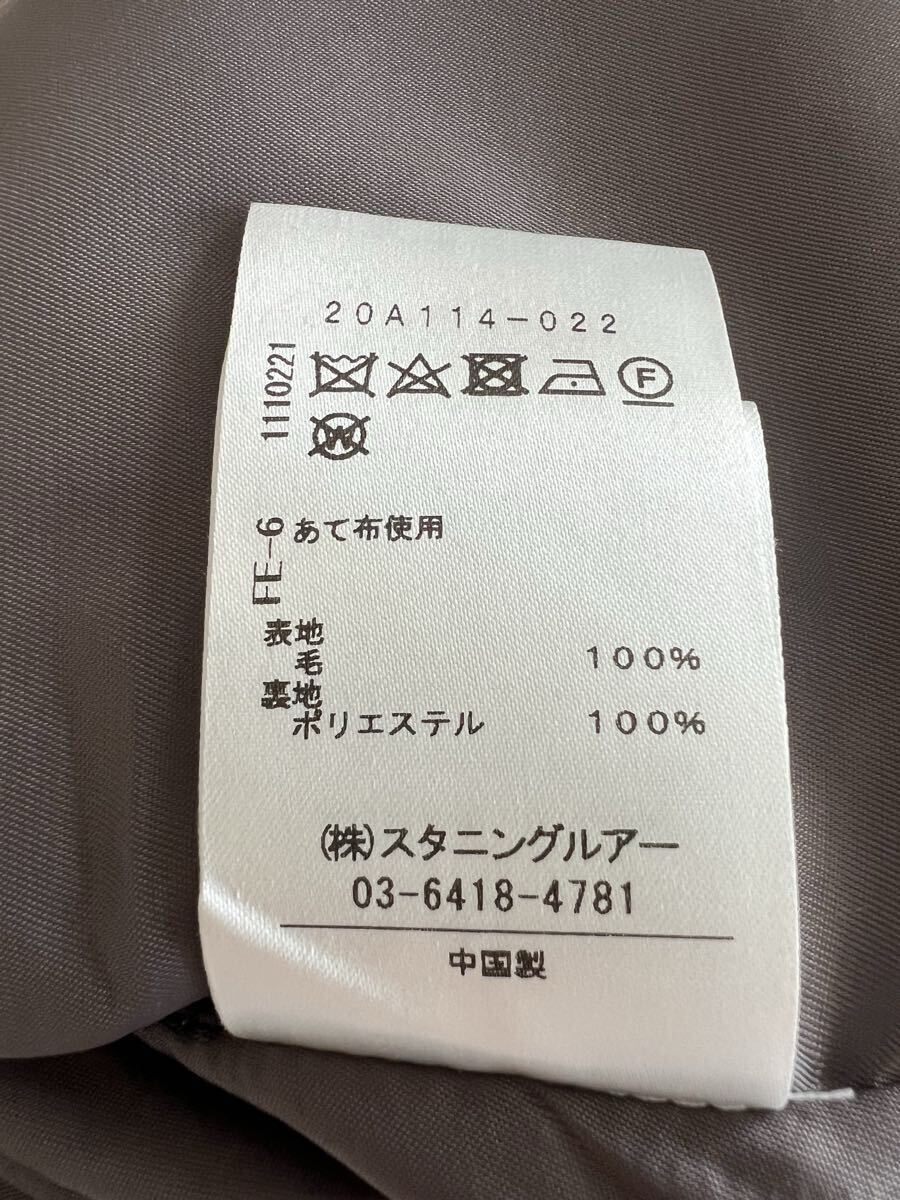 20A114-022
1110221
F
W
FE-6
あて布使用
表地
毛 100%
裏地
ポリエステル 100%
(株)スタニングルアー
03-6418-4781
中国製